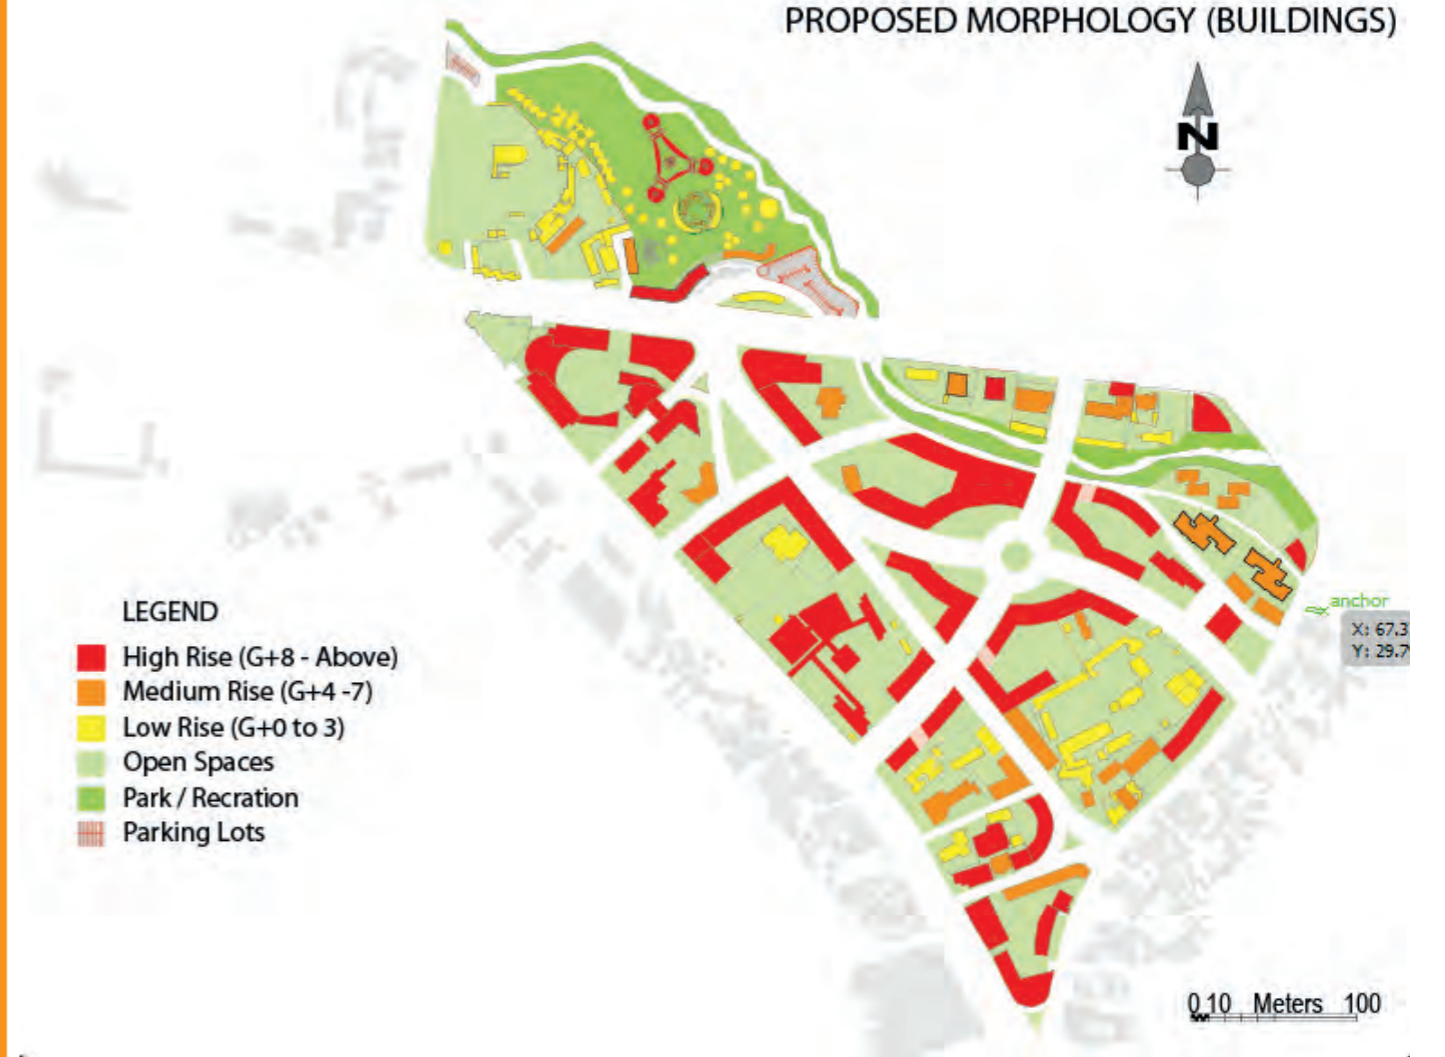 PROPOSED MORPHOLOGY (BUILDINGS)
N
LEGEND
High Rise (G+8 - Above)
Medium Rise (G+4 -7)
Low Rise (G+0 to 3)
Open Spaces
Park / Recration
Parking Lots
anchor
X: 67.3
Y: 29.7
0 10 Meters 100